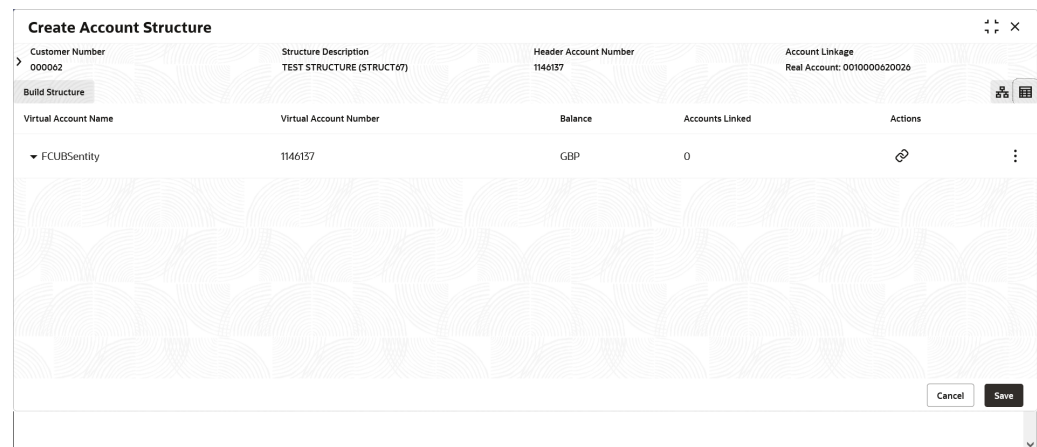 Create Account Structure
Customer Number Structure Description Header Account Number Account Linkage
000062 TEST STRUCTURE (STRUCT67) 1146137 Real Account: 0010000620026
Build Structure
Virtual Account Name Virtual Account Number Balance Accounts Linked Actions
FCUBSentity 1146137 GBP 0
Cancel Save